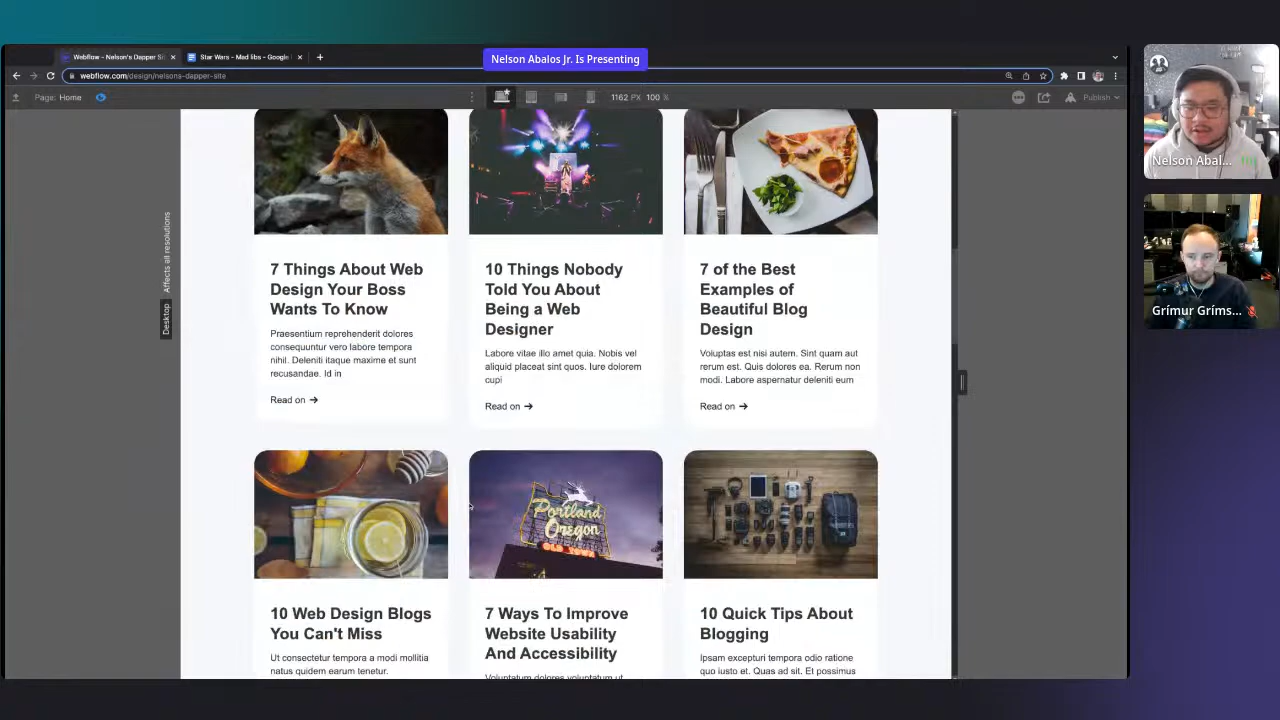 Nelson Abalos Jr. Is Presenting
Webflow - Nelson's Dapper Sit
Star Wars - Mad libs - Google
webflow.com/design/nelsons-dapper-site
Page: Home
1162 PX 100 %
Publish
Desktop Affects all resolutions
7 Things About Web
Design Your Boss
Wants To Know
Praesentium reprehenderit dolores
consequuntur vero labore tempora
nihil. Deleniti itaque maxime et sunt
recusandae. Id in
Read on →
10 Things Nobody
Told You About
Being a Web
Designer
Labore vitae illo amet quia. Nobis vel
aliquid placeat sint quos. Iure dolorem
cupi
Read on →
7 of the Best
Examples of
Beautiful Blog
Design
Voluptas est nisi autem. Sint quam aut
rerum est. Quis dolores ea. Rerum non
modi. Labore aspernatur deleniti eum
Read on →
Portland
Oregon
OLD TOWN
10 Web Design Blogs
You Can't Miss
Ut consectetur tempora a modi mollitia
natus quidem earum tenetur.
7 Ways To Improve
Website Usability
And Accessibility
Voluptatum dolores voluptatum ut
10 Quick Tips About
Blogging
Ipsam excepturi tempora odio ratione
quo iusto et. Quas ad sit. Et possimus
Nelson Abal...
Grímur Gríms...